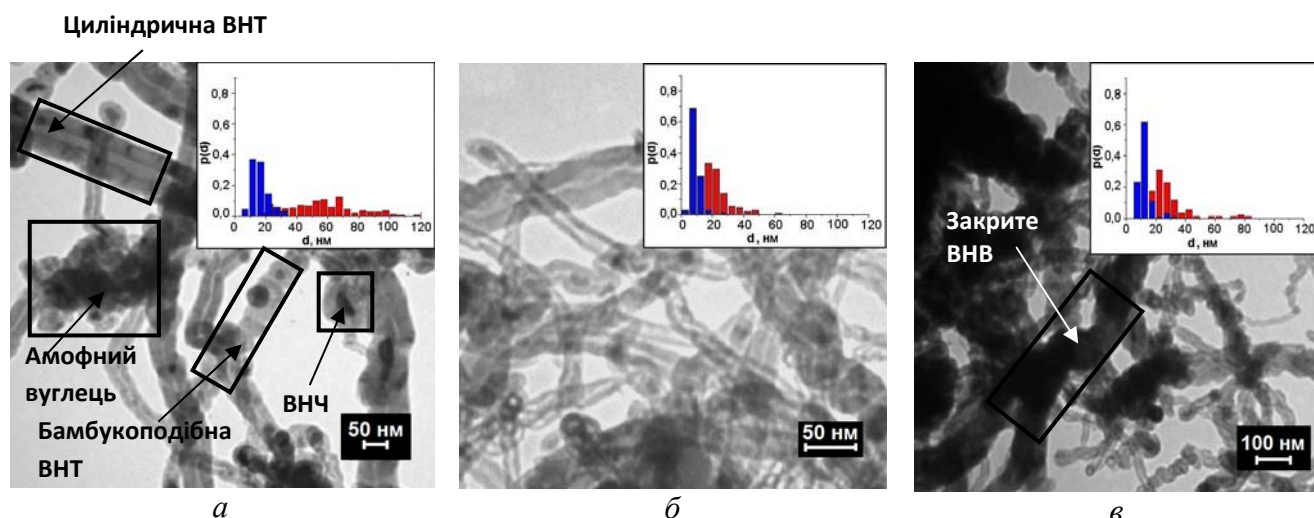 Циліндрична ВНТ
0,8
0,6
0,4
0,2
0,0
p(d)
0 20 40 60 80 100 120
d, нм
Амофний
вуглець
Бамбукоподібна
ВНТ
ВНЧ
50 нм
а
0,8
0,6
0,4
0,2
0,0
p(d)
0 20 40 60 80 100 120
d, нм
50 нм
б
0,8
0,6
0,4
0,2
0,0
p(d)
0 20 40 60 80 100 120
d, нм
Закрите
ВНВ
100 нм
в